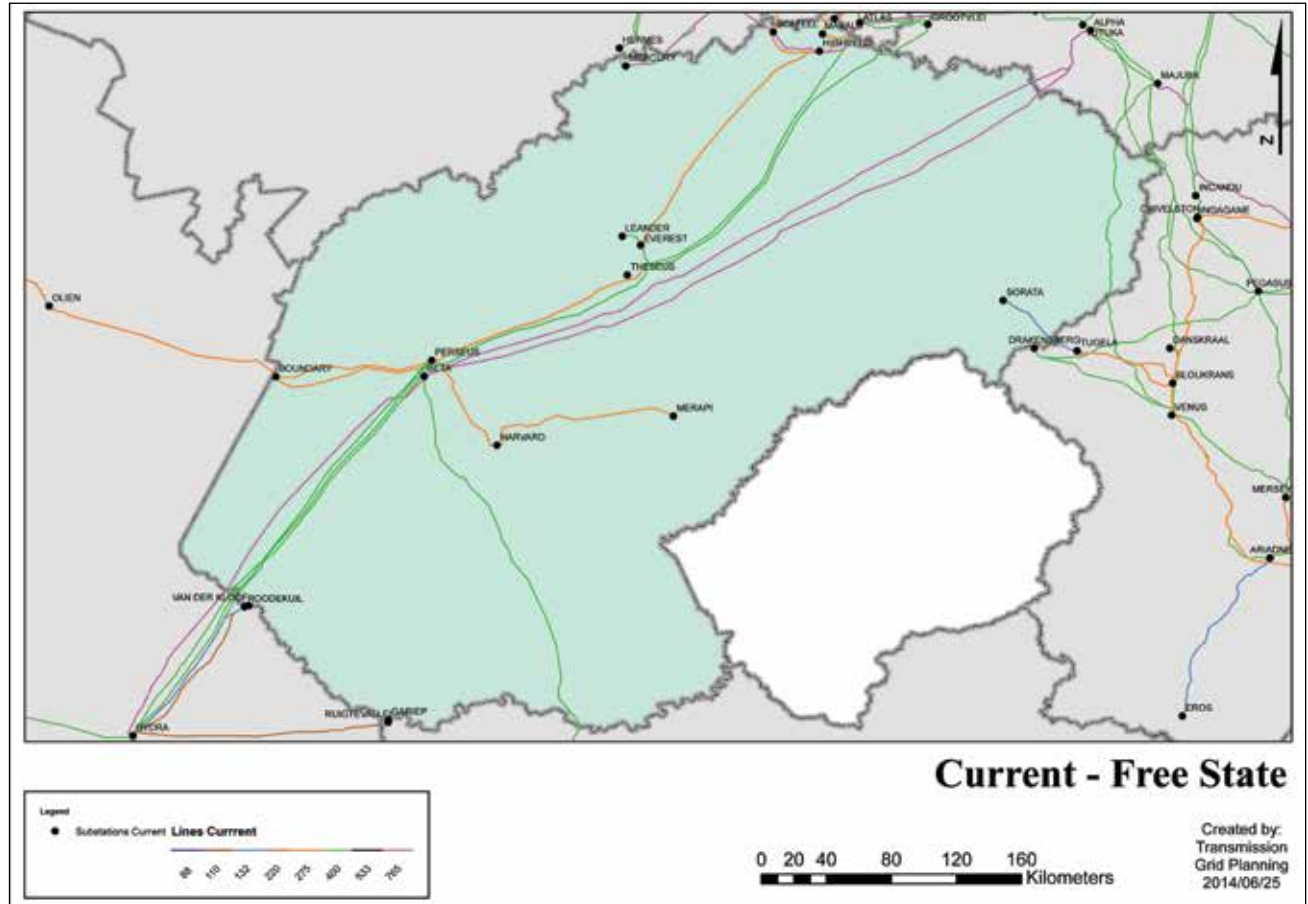 ATLAS
GROOTVLEI
ALPHA
HERMES
MERCURY
MAJUBA
Z
INCANDU
CHIVELSTON
INGAGANE
LEANDER
EVEREST
THESEUS
PEGASUS
OLIEN
SORATA
DRAKENSBERG
TUGELA
DANSKRAAL
PERSEUS
BOUNDARY
BETA
BLOUKRANS
MERAPI
VENUS
HARVARD
MERSEY
ARIADNE
VAN DER KLOOF
ROODEKUIL
GARIEP
HYDRA
EROS
Current - Free State
Legend
Substations Current Lines Currrent
88 110 132 220 275 400 533 765
0 20 40 80 120 160
Kilometers
Created by:
Transmission
Grid Planning
2014/06/25